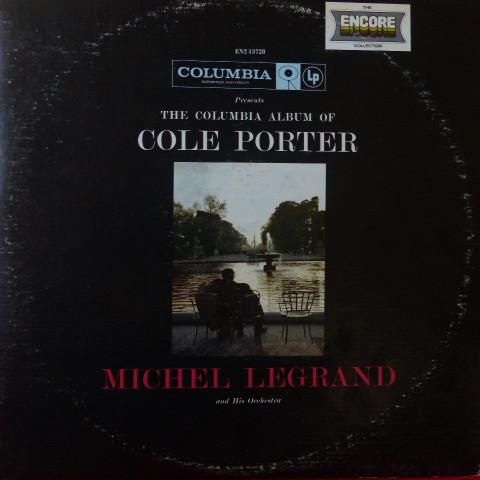 THE
ENCORE
COLLECTION
EN2 13728
COLUMBIA
LP
Presents
THE COLUMBIA ALBUM OF
COLE PORTER
MICHEL LEGRAND
and His Orchestra